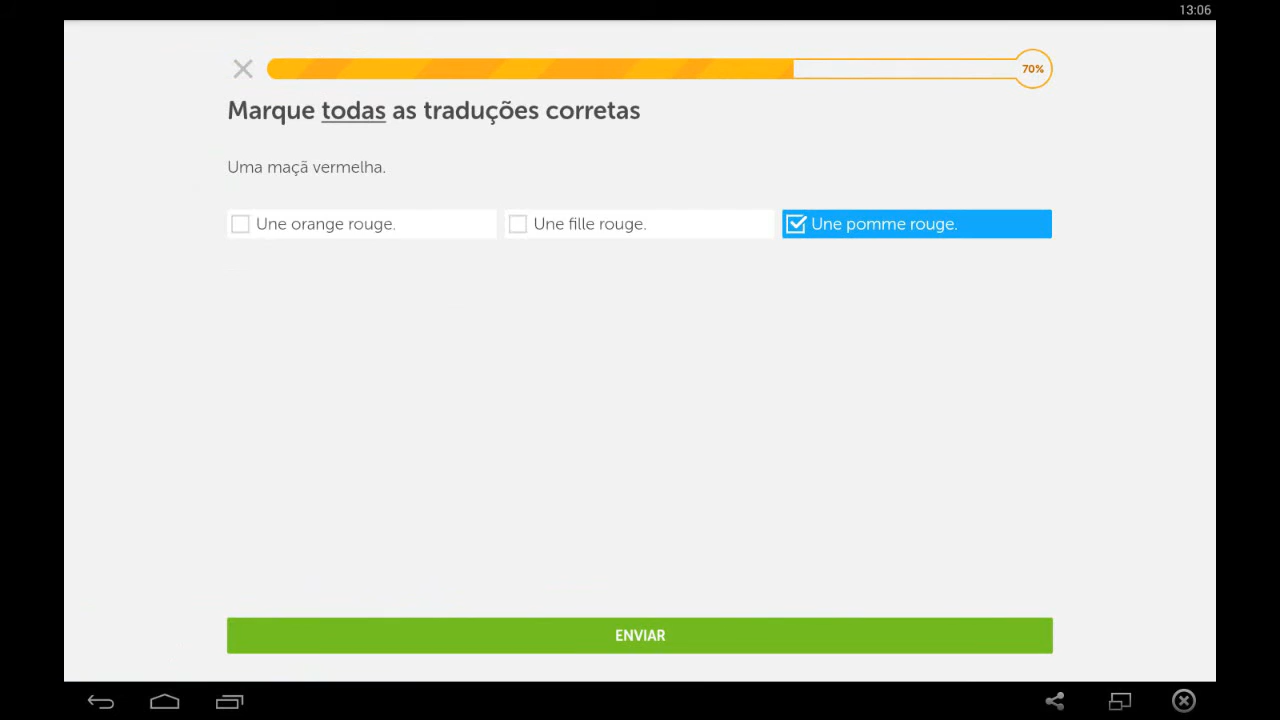 13:06
70%
Marque todas as traduções corretas
Uma maçã vermelha.
Une orange rouge.
Une fille rouge.
Une pomme rouge.
ENVIAR